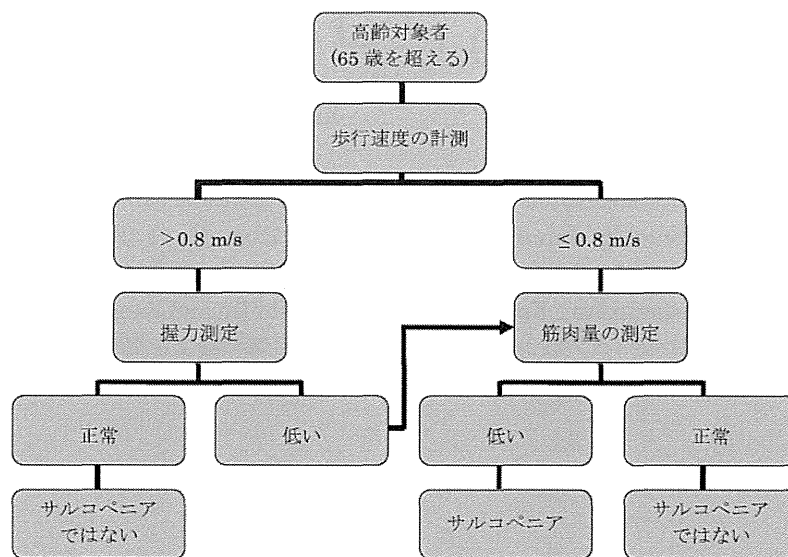 高齢対象者
(65 歳を超える)
歩行速度の計測
>0.8 m/s
≤ 0.8 m/s
握力測定
筋肉量の測定
正常
低い
低い
正常
サルコペニア
ではない
サルコペニア
サルコペニア
ではない